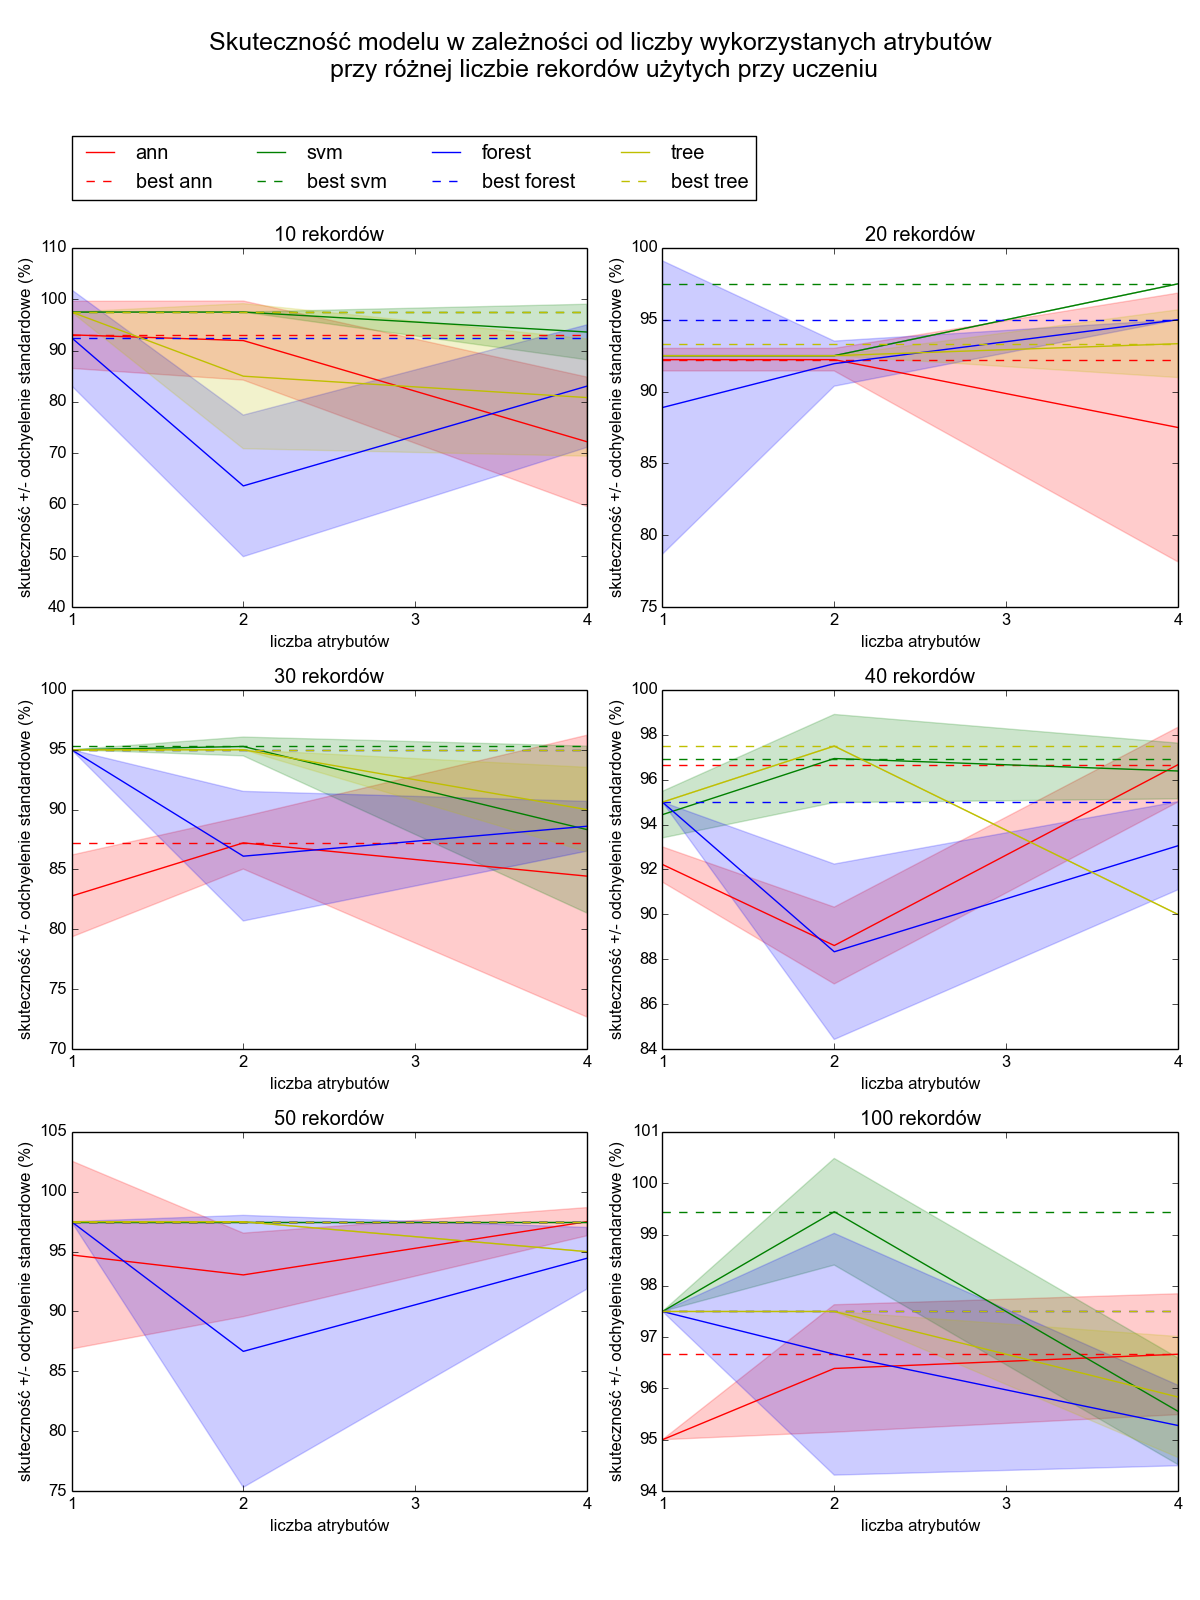 Skuteczność modelu w zależności od liczby wykorzystanych atrybutów
przy różnej liczbie rekordów użytych przy uczeniu
ann svm forest tree
best ann best svm best forest best tree
10 rekordów
skuteczność +/- odchyelenie standardowe (%)
110
100
90
80
70
60
50
40
1 2 3 4
liczba atrybutów
20 rekordów
skuteczność +/- odchyelenie standardowe (%)
100
95
90
85
80
75
1 2 3 4
liczba atrybutów
30 rekordów
skuteczność +/- odchyelenie standardowe (%)
100
95
90
85
80
75
70
1 2 3 4
liczba atrybutów
40 rekordów
skuteczność +/- odchyelenie standardowe (%)
100
98
96
94
92
90
88
86
84
1 2 3 4
liczba atrybutów
50 rekordów
skuteczność +/- odchyelenie standardowe (%)
105
100
95
90
85
80
75
1 2 3 4
liczba atrybutów
100 rekordów
skuteczność +/- odchyelenie standardowe (%)
101
100
99
98
97
96
95
94
1 2 3 4
liczba atrybutów